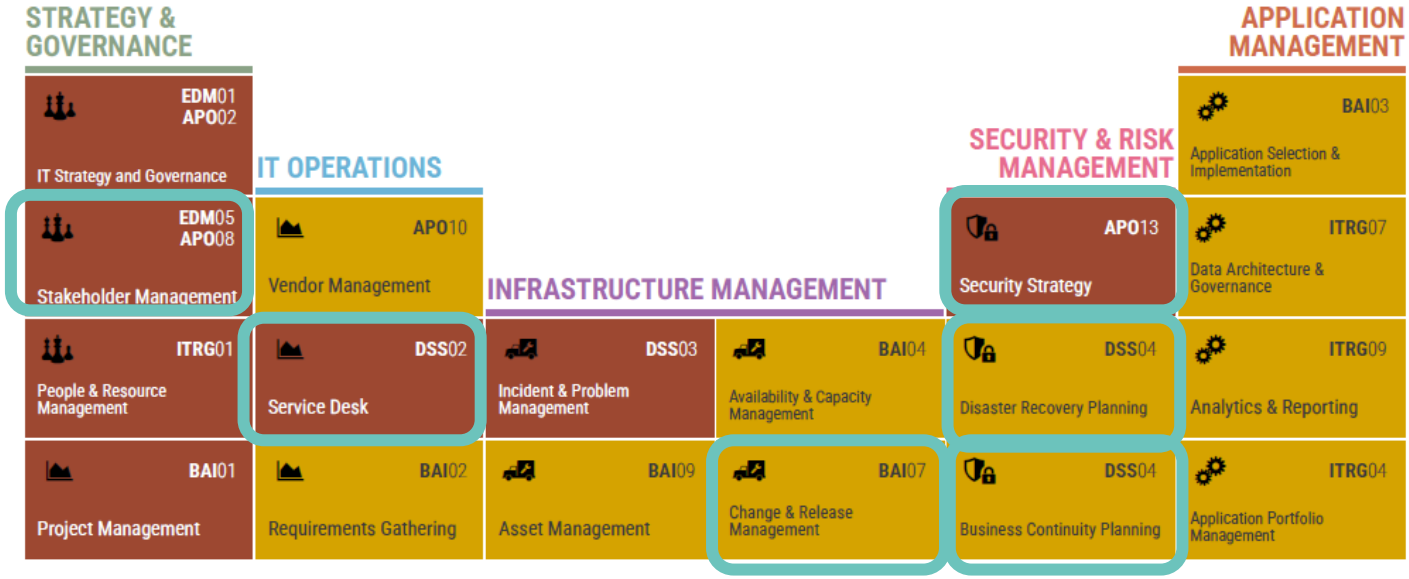 STRATEGY &
GOVERNANCE
EDM01
APO02
IT Strategy and Governance
EDM05
APO08
Stakeholder Management
ITRG01
People & Resource
Management
BAI01
Project Management
IT OPERATIONS
APO10
Vendor Management
DSS02
Service Desk
BAI02
Requirements Gathering
INFRASTRUCTURE MANAGEMENT
DSS03
Incident & Problem
Management
BAI04
Availability & Capacity
Management
BAI09
Asset Management
BAI07
Change & Release
Management
SECURITY & RISK
MANAGEMENT
APO13
Security Strategy
DSS04
Disaster Recovery Planning
DSS04
Business Continuity Planning
APPLICATION
MANAGEMENT
BAI03
Application Selection &
Implementation
ITRG07
Data Architecture &
Governance
ITRG09
Analytics & Reporting
ITRG04
Application Portfolio
Management